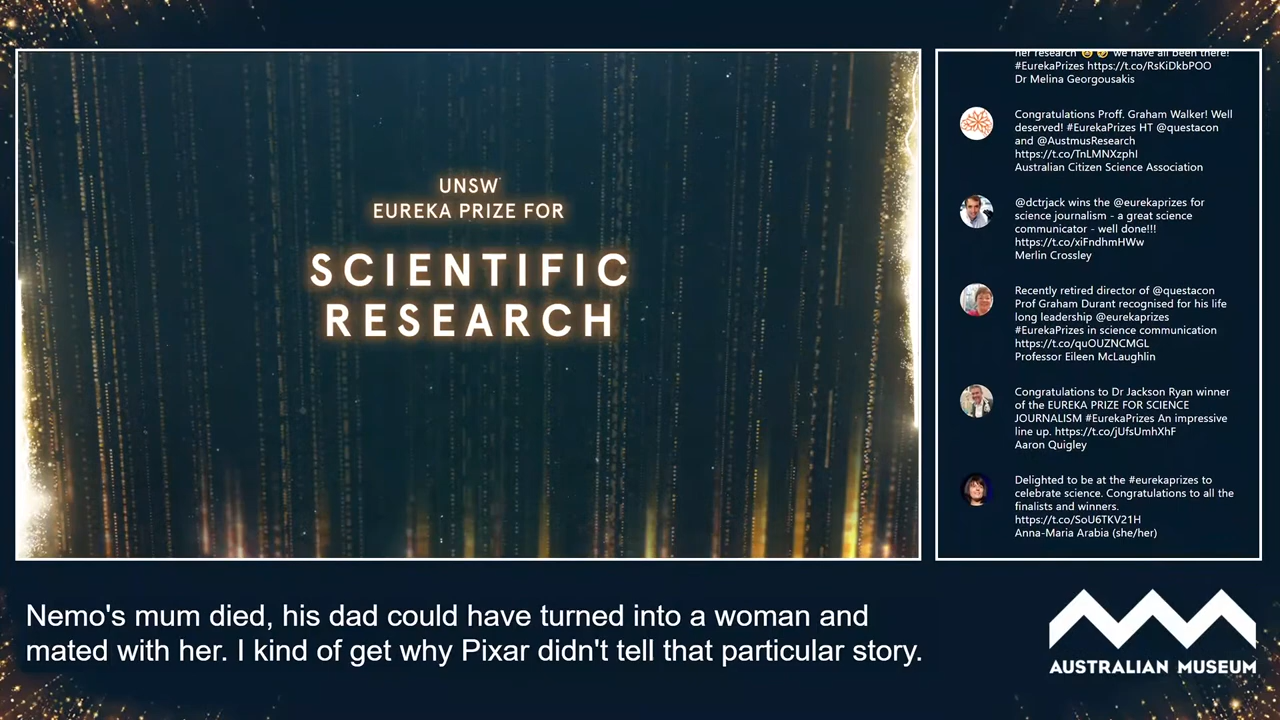 UNSW
EUREKA PRIZE FOR
SCIENTIFIC
RESEARCH
her research 😩 🤣 we have all been there!
#EurekaPrizes https://t.co/RsKiDkbPOO
Dr Melina Georgousakis
Congratulations Proff. Graham Walker! Well
deserved! #EurekaPrizes HT @questacon
and @AustmusResearch
https://t.co/TnLMNXzphI
Australian Citizen Science Association
@dctrjack wins the @eurekaprizes for
science journalism - a great science
communicator - well done!!!
https://t.co/xiFndhmHWw
Merlin Crossley
Recently retired director of @questacon
Prof Graham Durant recognised for his life
long leadership @eurekaprizes
#EurekaPrizes in science communication
https://t.co/quOUZNCMGL
Professor Eileen McLaughlin
Congratulations to Dr Jackson Ryan winner
of the EUREKA PRIZE FOR SCIENCE
JOURNALISM #EurekaPrizes An impressive
line up. https://t.co/jUfsUmhXhF
Aaron Quigley
Delighted to be at the #eurekaprizes to
celebrate science. Congratulations to all the
finalists and winners.
https://t.co/SoU6TKV21H
Anna-Maria Arabia (she/her)
Nemo's mum died, his dad could have turned into a woman and
mated with her. I kind of get why Pixar didn't tell that particular story.
AUSTRALIAN MUSEUM